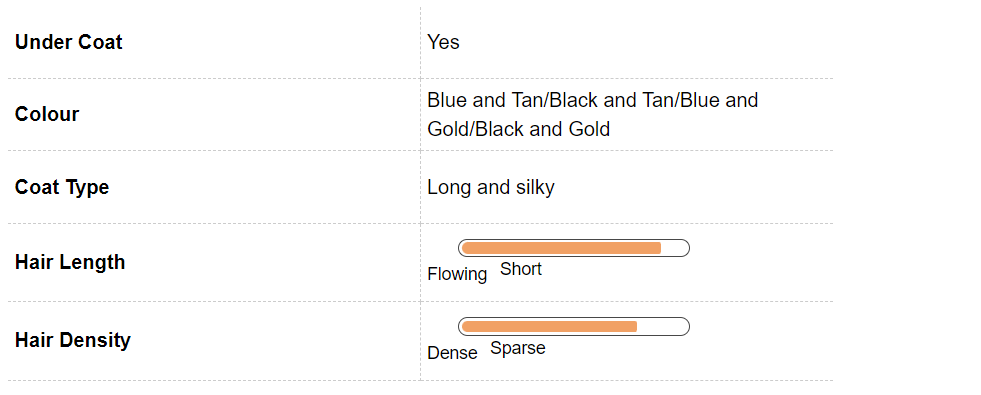 Under Coat
Yes
Colour
Blue and Tan/Black and Tan/Blue and
Gold/Black and Gold
Coat Type
Long and silky
Hair Length
Flowing Short
Hair Density
Dense Sparse